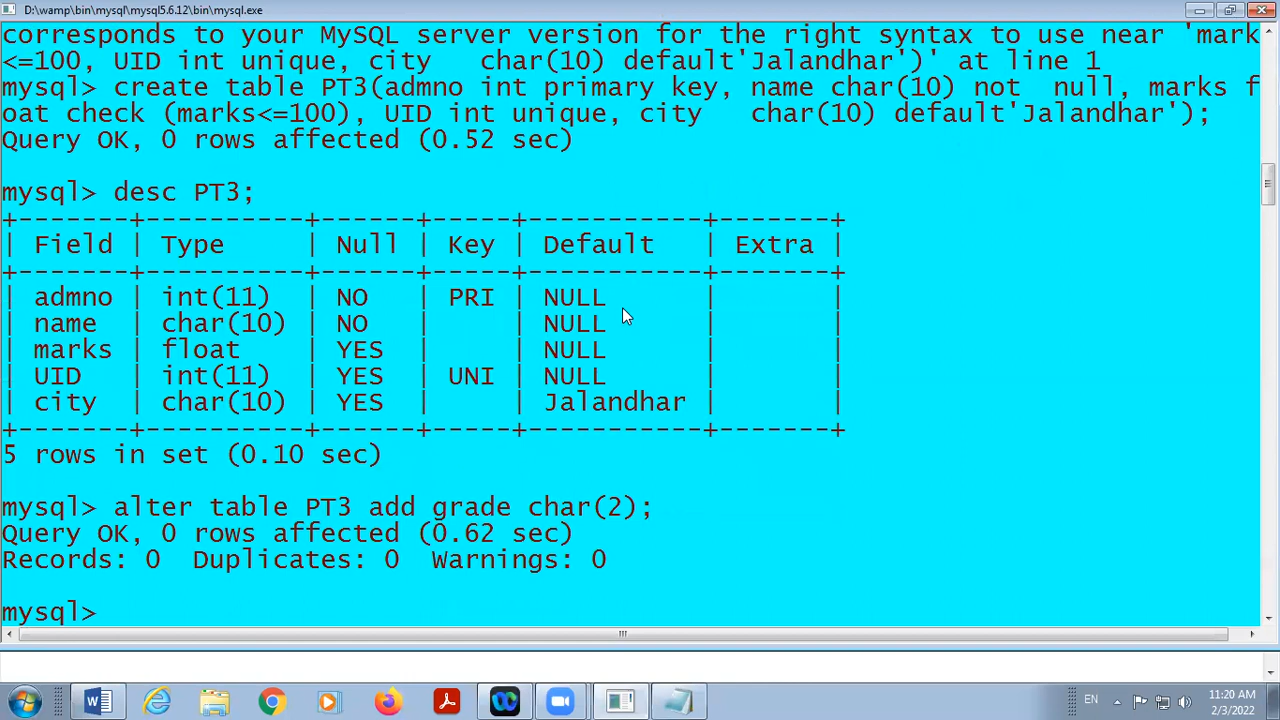 D:\wamp\bin\mysql\mysql5.6.12\bin\mysql.exe
corresponds to your MySQL server version for the right syntax to use near 'mark
<=100, UID int unique, city   char(10) default'Jalandhar')' at line 1
mysql> create table PT3(admno int primary key, name char(10) not  null, marks f
oat check (marks<=100), UID int unique, city   char(10) default'Jalandhar');
Query OK, 0 rows affected (0.52 sec)
mysql> desc PT3;
+-------+----------+------+-----+-----------+-------+
| Field | Type     | Null | Key | Default   | Extra |
+-------+----------+------+-----+-----------+-------+
| admno | int(11)  | NO   | PRI | NULL      |       |
| name  | char(10) | NO   |     | NULL      |       |
| marks | float    | YES  |     | NULL      |       |
| UID   | int(11)  | YES  | UNI | NULL      |       |
| city  | char(10) | YES  |     | Jalandhar |       |
+-------+----------+------+-----+-----------+-------+
5 rows in set (0.10 sec)
mysql> alter table PT3 add grade char(2);
Query OK, 0 rows affected (0.62 sec)
Records: 0  Duplicates: 0  Warnings: 0
mysql>
EN
11:20 AM
2/3/2022